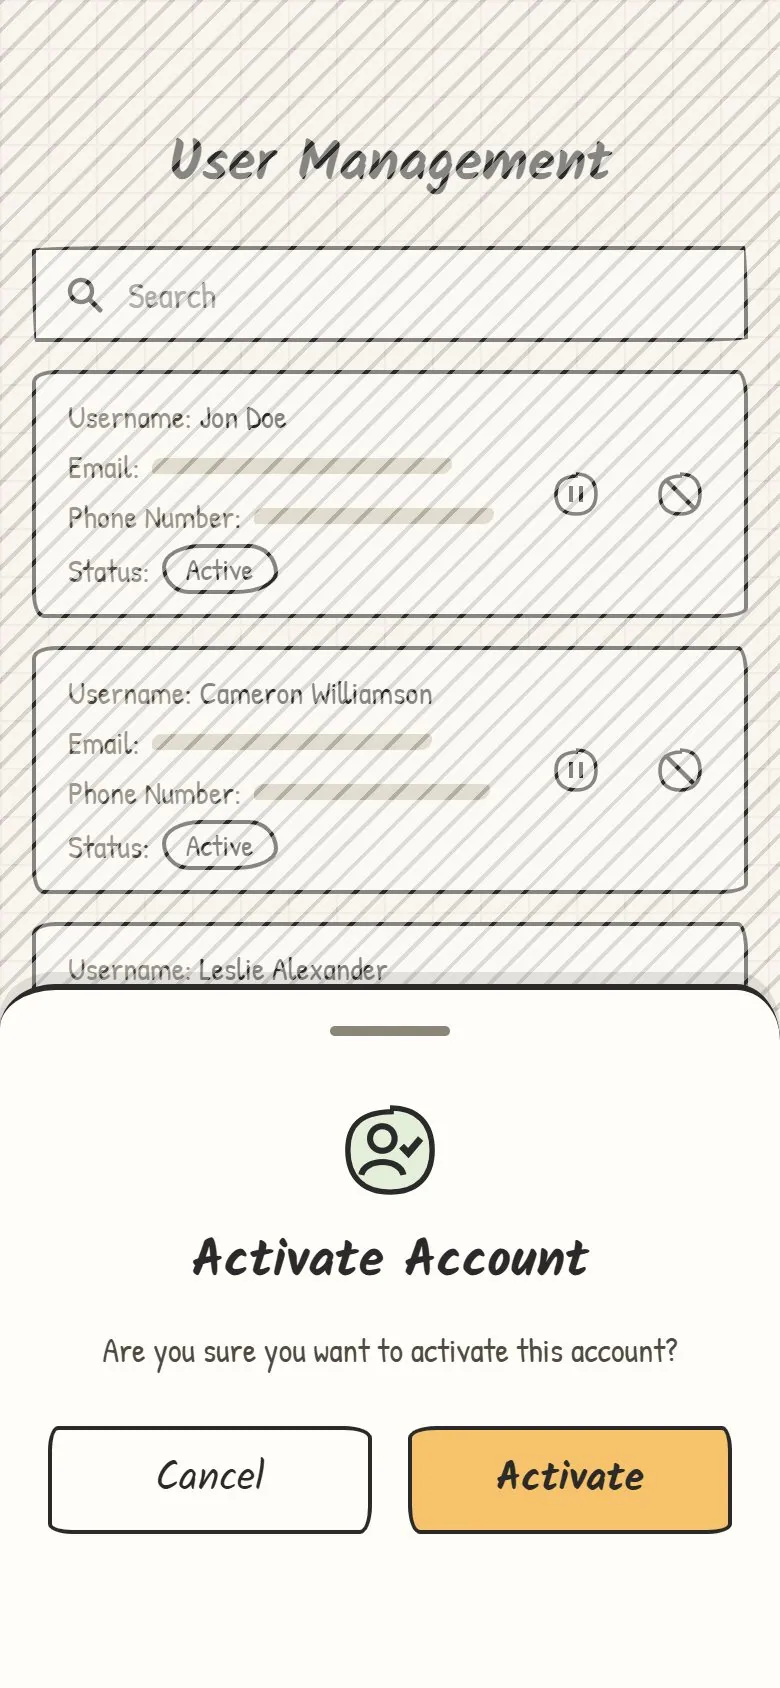 User Management
Search
Username: Jon Doe
Email:
Phone Number:
Status: Active
Username: Cameron Williamson
Email:
Phone Number:
Status: Active
Username: Leslie Alexander
Activate Account
Are you sure you want to activate this account?
Cancel
Activate